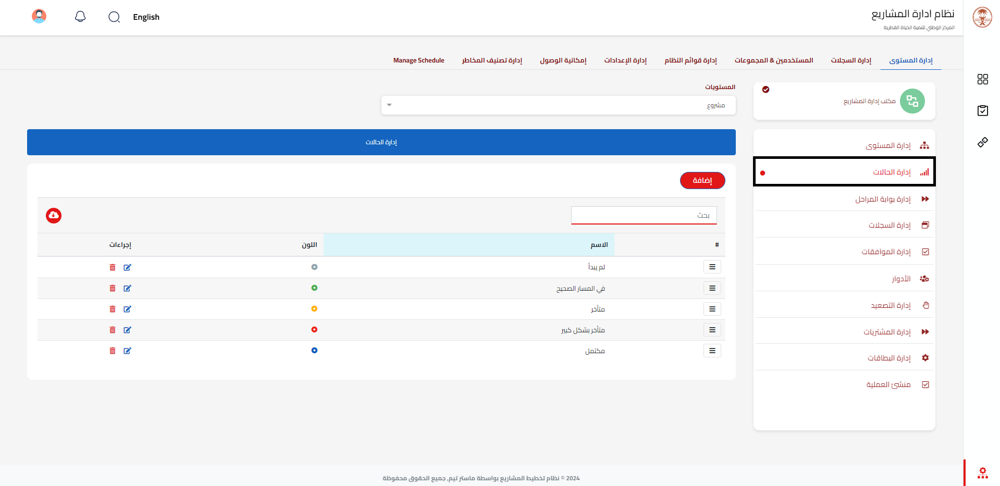 نظام ادارة المشاريع
المركز الوطني لتنمية الحياة الفطرية
English
إدارة المستوى
إدارة السجلات
المستخدمين & المجموعات
إدارة قوائم النظام
إدارة الإعدادات
إمكانية الوصول
إدارة تصنيف المخاطر
Manage Schedule
مكتب إدارة المشاريع
إدارة المستوى
إدارة الحالات
إدارة بوابة المراحل
إدارة السجلات
إدارة الموافقات
الأدوار
إدارة التصعيد
إدارة المشتريات
إدارة البطاقات
منشئ العملية
المستويات
مشروع
إدارة الحالات
إضافة
بحث
# الاسم اللون إجراءات
لم يبدأ
في المسار الصحيح
متأخر
متأخر بشكل كبير
مكتمل
2024 © نظام تخطيط المشاريع بواسطة ماستر تيم, جميع الحقوق محفوظة